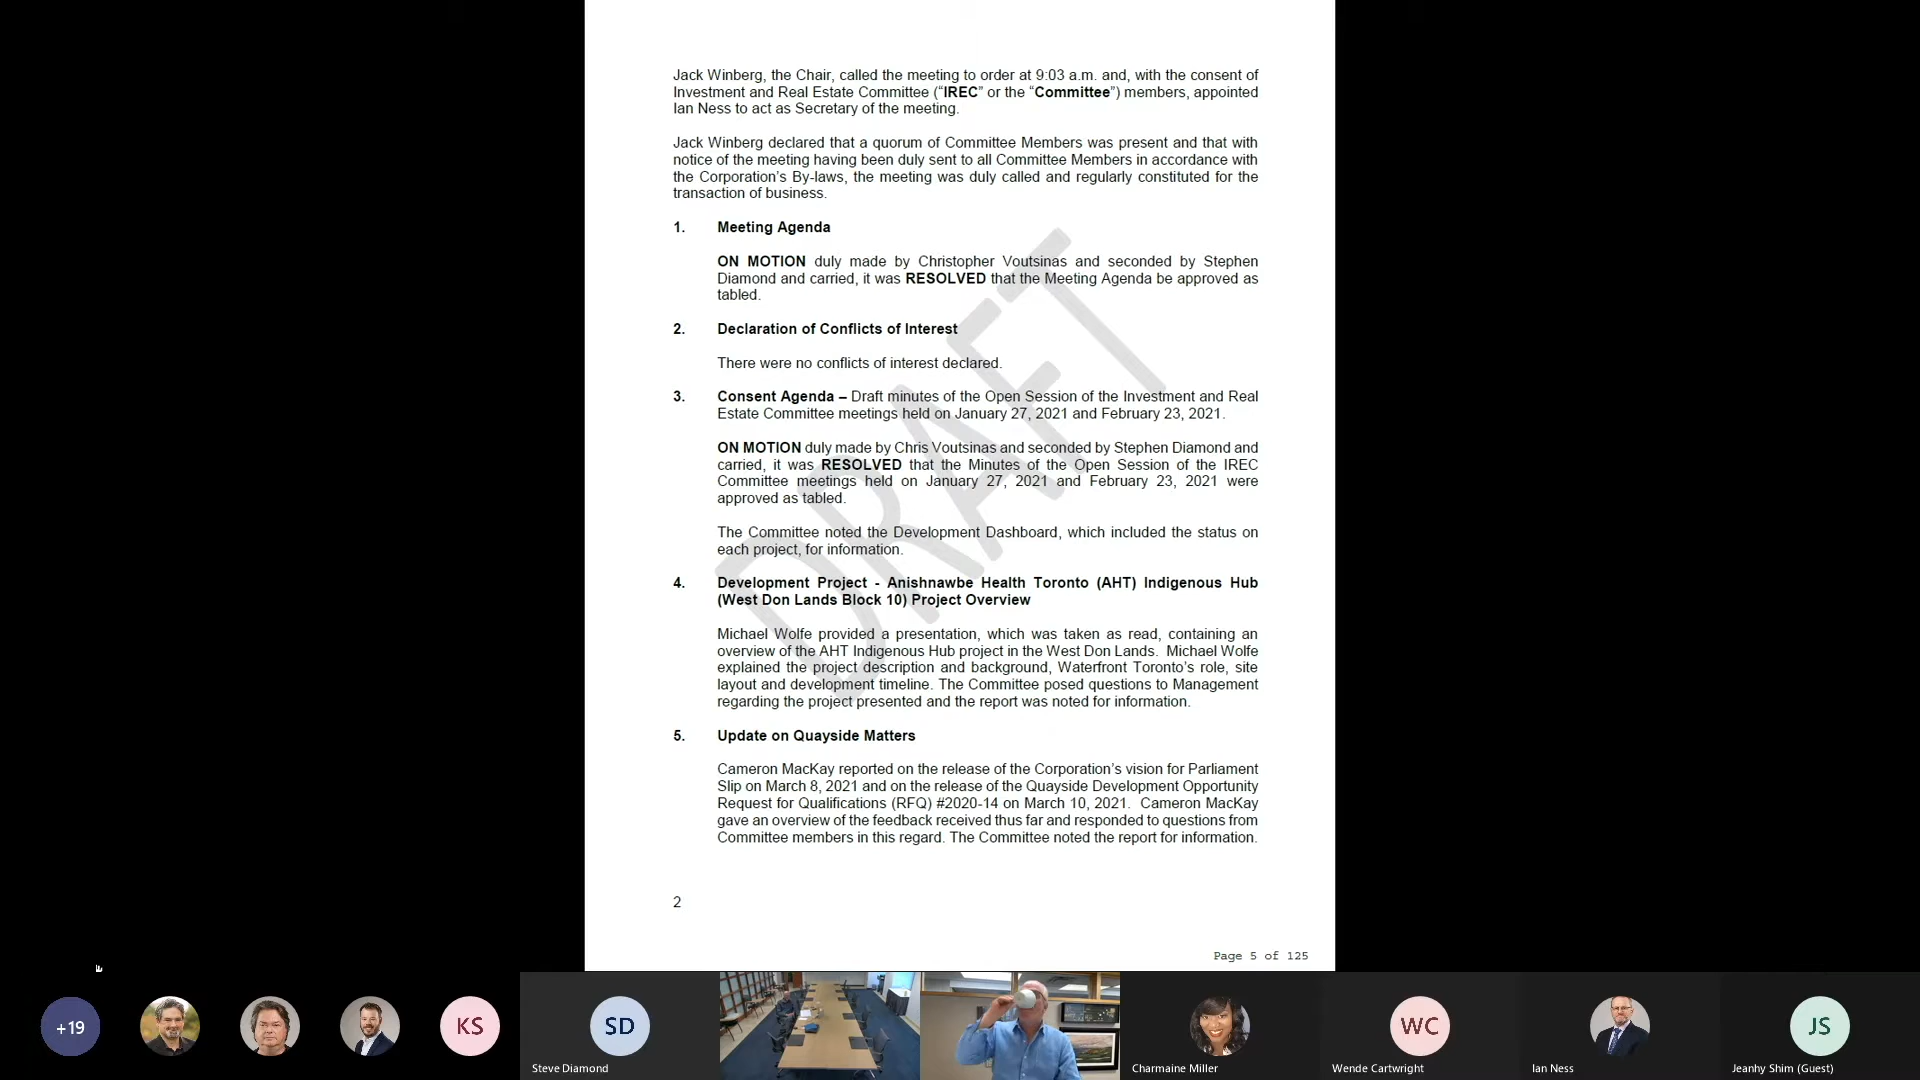 Jack Winberg, the Chair, called the meeting to order at 9:03 a.m. and, with the consent of
Investment and Real Estate Committee (“IREC” or the “Committee”) members, appointed
Ian Ness to act as Secretary of the meeting.
Jack Winberg declared that a quorum of Committee Members was present and that with
notice of the meeting having been duly sent to all Committee Members in accordance with
the Corporation’s By-laws, the meeting was duly called and regularly constituted for the
transaction of business.
1. Meeting Agenda
ON MOTION duly made by Christopher Voutsinas and seconded by Stephen
Diamond and carried, it was RESOLVED that the Meeting Agenda be approved as
tabled.
2. Declaration of Conflicts of Interest
There were no conflicts of interest declared.
3. Consent Agenda – Draft minutes of the Open Session of the Investment and Real
Estate Committee meetings held on January 27, 2021 and February 23, 2021.
ON MOTION duly made by Chris Voutsinas and seconded by Stephen Diamond and
carried, it was RESOLVED that the Minutes of the Open Session of the IREC
Committee meetings held on January 27, 2021 and February 23, 2021 were
approved as tabled.
The Committee noted the Development Dashboard, which included the status on
each project, for information.
4. Development Project - Anishnawbe Health Toronto (AHT) Indigenous Hub
(West Don Lands Block 10) Project Overview
Michael Wolfe provided a presentation, which was taken as read, containing an
overview of the AHT Indigenous Hub project in the West Don Lands. Michael Wolfe
explained the project description and background, Waterfront Toronto’s role, site
layout and development timeline. The Committee posed questions to Management
regarding the project presented and the report was noted for information.
5. Update on Quayside Matters
Cameron MacKay reported on the release of the Corporation’s vision for Parliament
Slip on March 8, 2021 and on the release of the Quayside Development Opportunity
Request for Qualifications (RFQ) #2020-14 on March 10, 2021. Cameron MacKay
gave an overview of the feedback received thus far and responded to questions from
Committee members in this regard. The Committee noted the report for information.
DRAFT
2
Page 5 of 125
+19
KS
SD
WC
JS
Steve Diamond
Charmaine Miller
Wende Cartwright
Ian Ness
Jeanhy Shim (Guest)